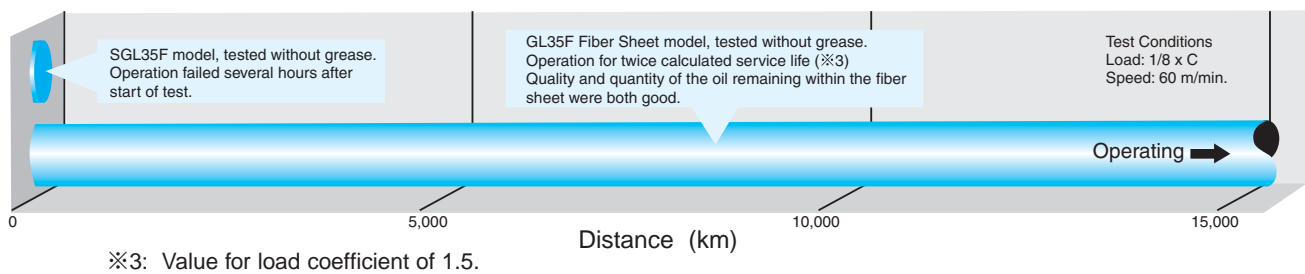 SGL35F model, tested without grease.
Operation failed several hours after
start of test.
GL35F Fiber Sheet model, tested without grease.
Operation for twice calculated service life (※3)
Quality and quantity of the oil remaining within the fiber
sheet were both good.
Test Conditions
Load: 1/8 x C
Speed: 60 m/min.
Operating
0
5,000
10,000
15,000
Distance (km)
※3: Value for load coefficient of 1.5.